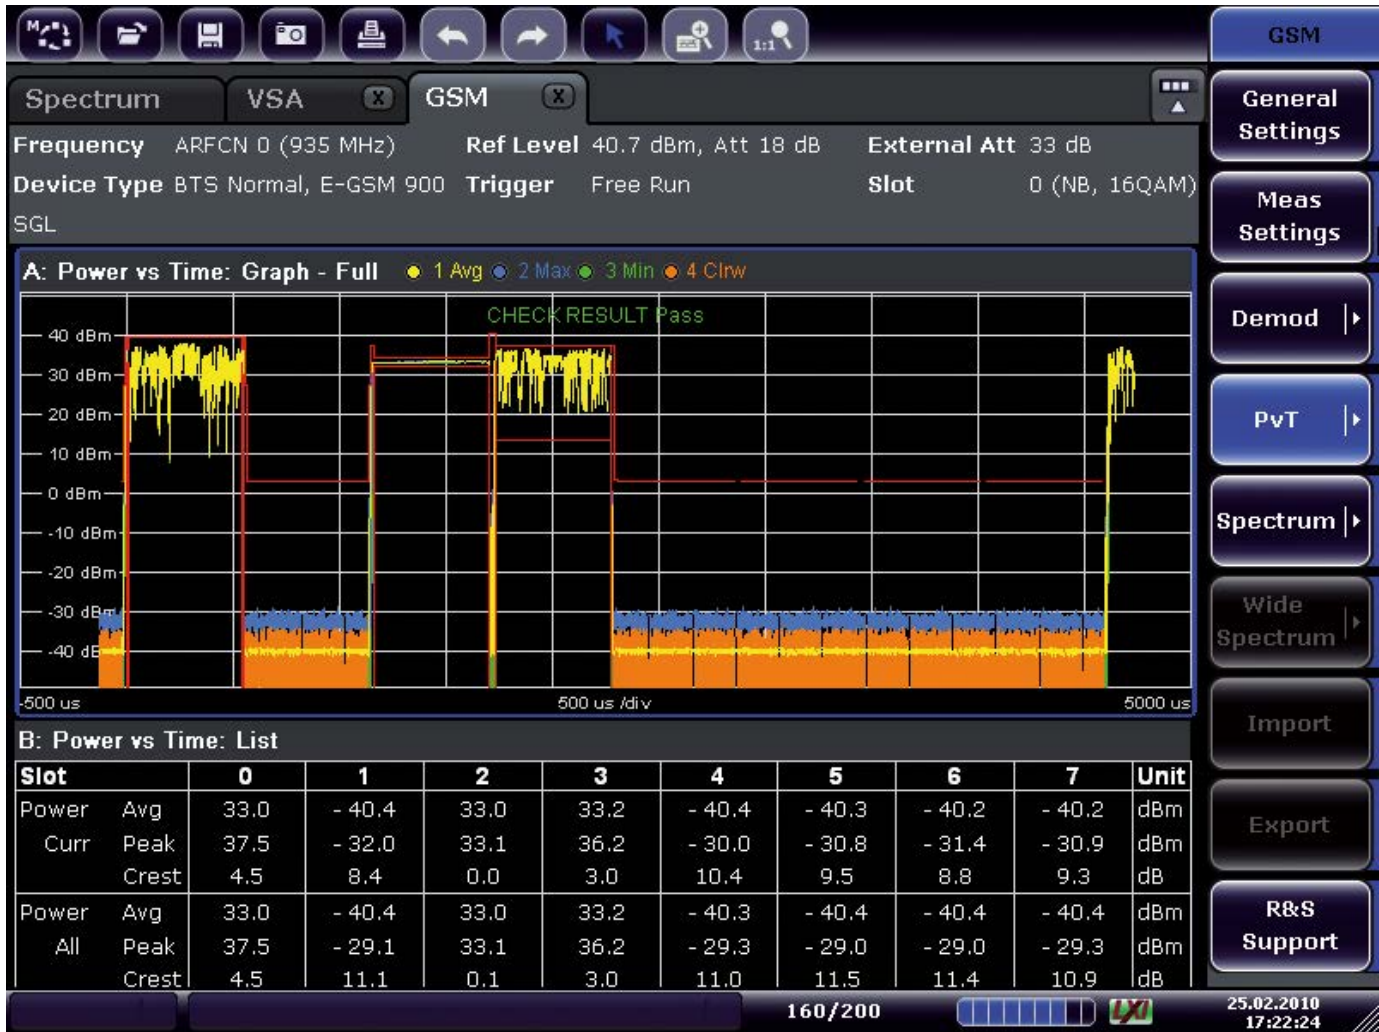 M
1:1
GSM
Spectrum VSA X GSM X
Frequency ARFCN 0 (935 MHz) Ref Level 40.7 dBm, Att 18 dB External Att 33 dB
Device Type BTS Normal, E-GSM 900 Trigger Free Run Slot 0 (NB, 16QAM)
SGL
General Settings
Meas Settings
Demod
PvT
Spectrum
Wide Spectrum
Import
Export
R&S Support
A: Power vs Time: Graph - Full 1 Avg 2 Max 3 Min 4 Clrw
CHECK RESULT Pass
40 dBm
30 dBm
20 dBm
10 dBm
0 dBm
-10 dBm
-20 dBm
-30 dBm
-40 dB
-500 us 500 us /div 5000 us
B: Power vs Time: List
Slot 0 1 2 3 4 5 6 7 Unit
Power Avg 33.0 - 40.4 33.0 33.2 - 40.4 - 40.3 - 40.2 - 40.2 dBm
Curr Peak 37.5 - 32.0 33.1 36.2 - 30.0 - 30.8 - 31.4 - 30.9 dBm
Crest 4.5 8.4 0.0 3.0 10.4 9.5 8.8 9.3 dB
Power Avg 33.0 - 40.4 33.0 33.2 - 40.3 - 40.4 - 40.4 - 40.4 dBm
All Peak 37.5 - 29.1 33.1 36.2 - 29.3 - 29.0 - 29.0 - 29.3 dBm
Crest 4.5 11.1 0.1 3.0 11.0 11.5 11.4 10.9 dB
160/200 LXI 25.02.2010
17:22:24